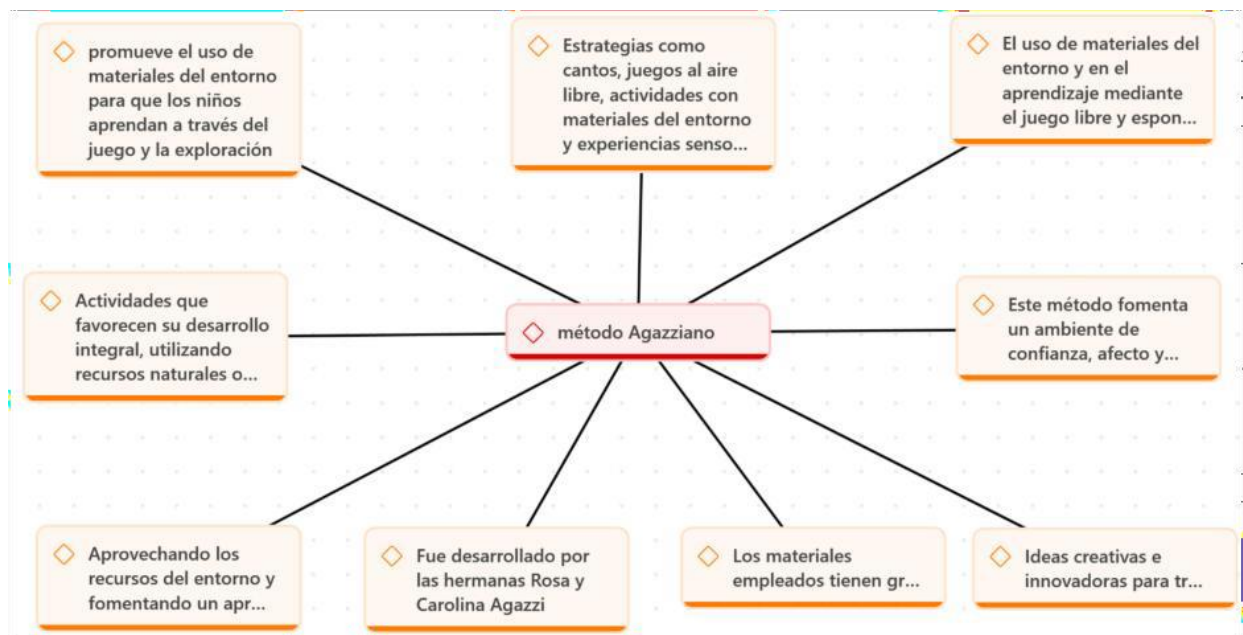 promueve el uso de
materiales del entorno
para que los niños
aprendan a través del
juego y la exploración
Estrategias como
cantos, juegos al aire
libre, actividades con
materiales del entorno
y experiencias senso...
El uso de materiales del
entorno y en el
aprendizaje mediante
el juego libre y espon...
Actividades que
favorecen su desarrollo
integral, utilizando
recursos naturales o...
método Agazziano
Este método fomenta
un ambiente de
confianza, afecto y...
Aprovechando los
recursos del entorno y
fomentando un apr...
Fue desarrollado por
las hermanas Rosa y
Carolina Agazzi
Los materiales
empleados tienen gr...
Ideas creativas e
innovadoras para tr...